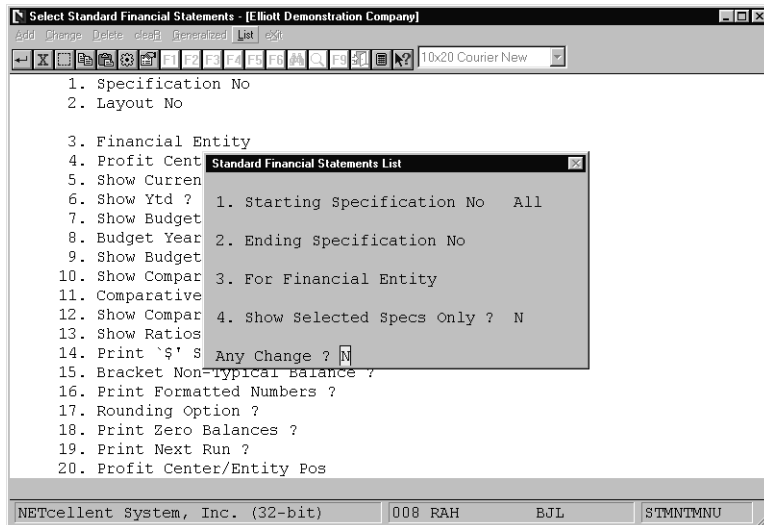 Select Standard Financial Statements - [Elliott Demonstration Company]
Add Change Delete cleaR Generalized List eXit
F1 F2 F3 F4 F5 F6 F9 10x20 Courier New
1. Specification No
2. Layout No
3. Financial Entity
4. Profit Cent
5. Show Curren
6. Show Ytd ?
7. Show Budget
8. Budget Year
9. Show Budget
10. Show Compar
11. Comparative
12. Show Compar
13. Show Ratios
14. Print `$' S
15. Bracket Non-Typical Balance ?
16. Print Formatted Numbers ?
17. Rounding Option ?
18. Print Zero Balances ?
19. Print Next Run ?
20. Profit Center/Entity Pos
Standard Financial Statements List
1. Starting Specification No All
2. Ending Specification No
3. For Financial Entity
4. Show Selected Specs Only ? N
Any Change ? N
NETcellent System, Inc. (32-bit) 008 RAH BJL STMNTMNU